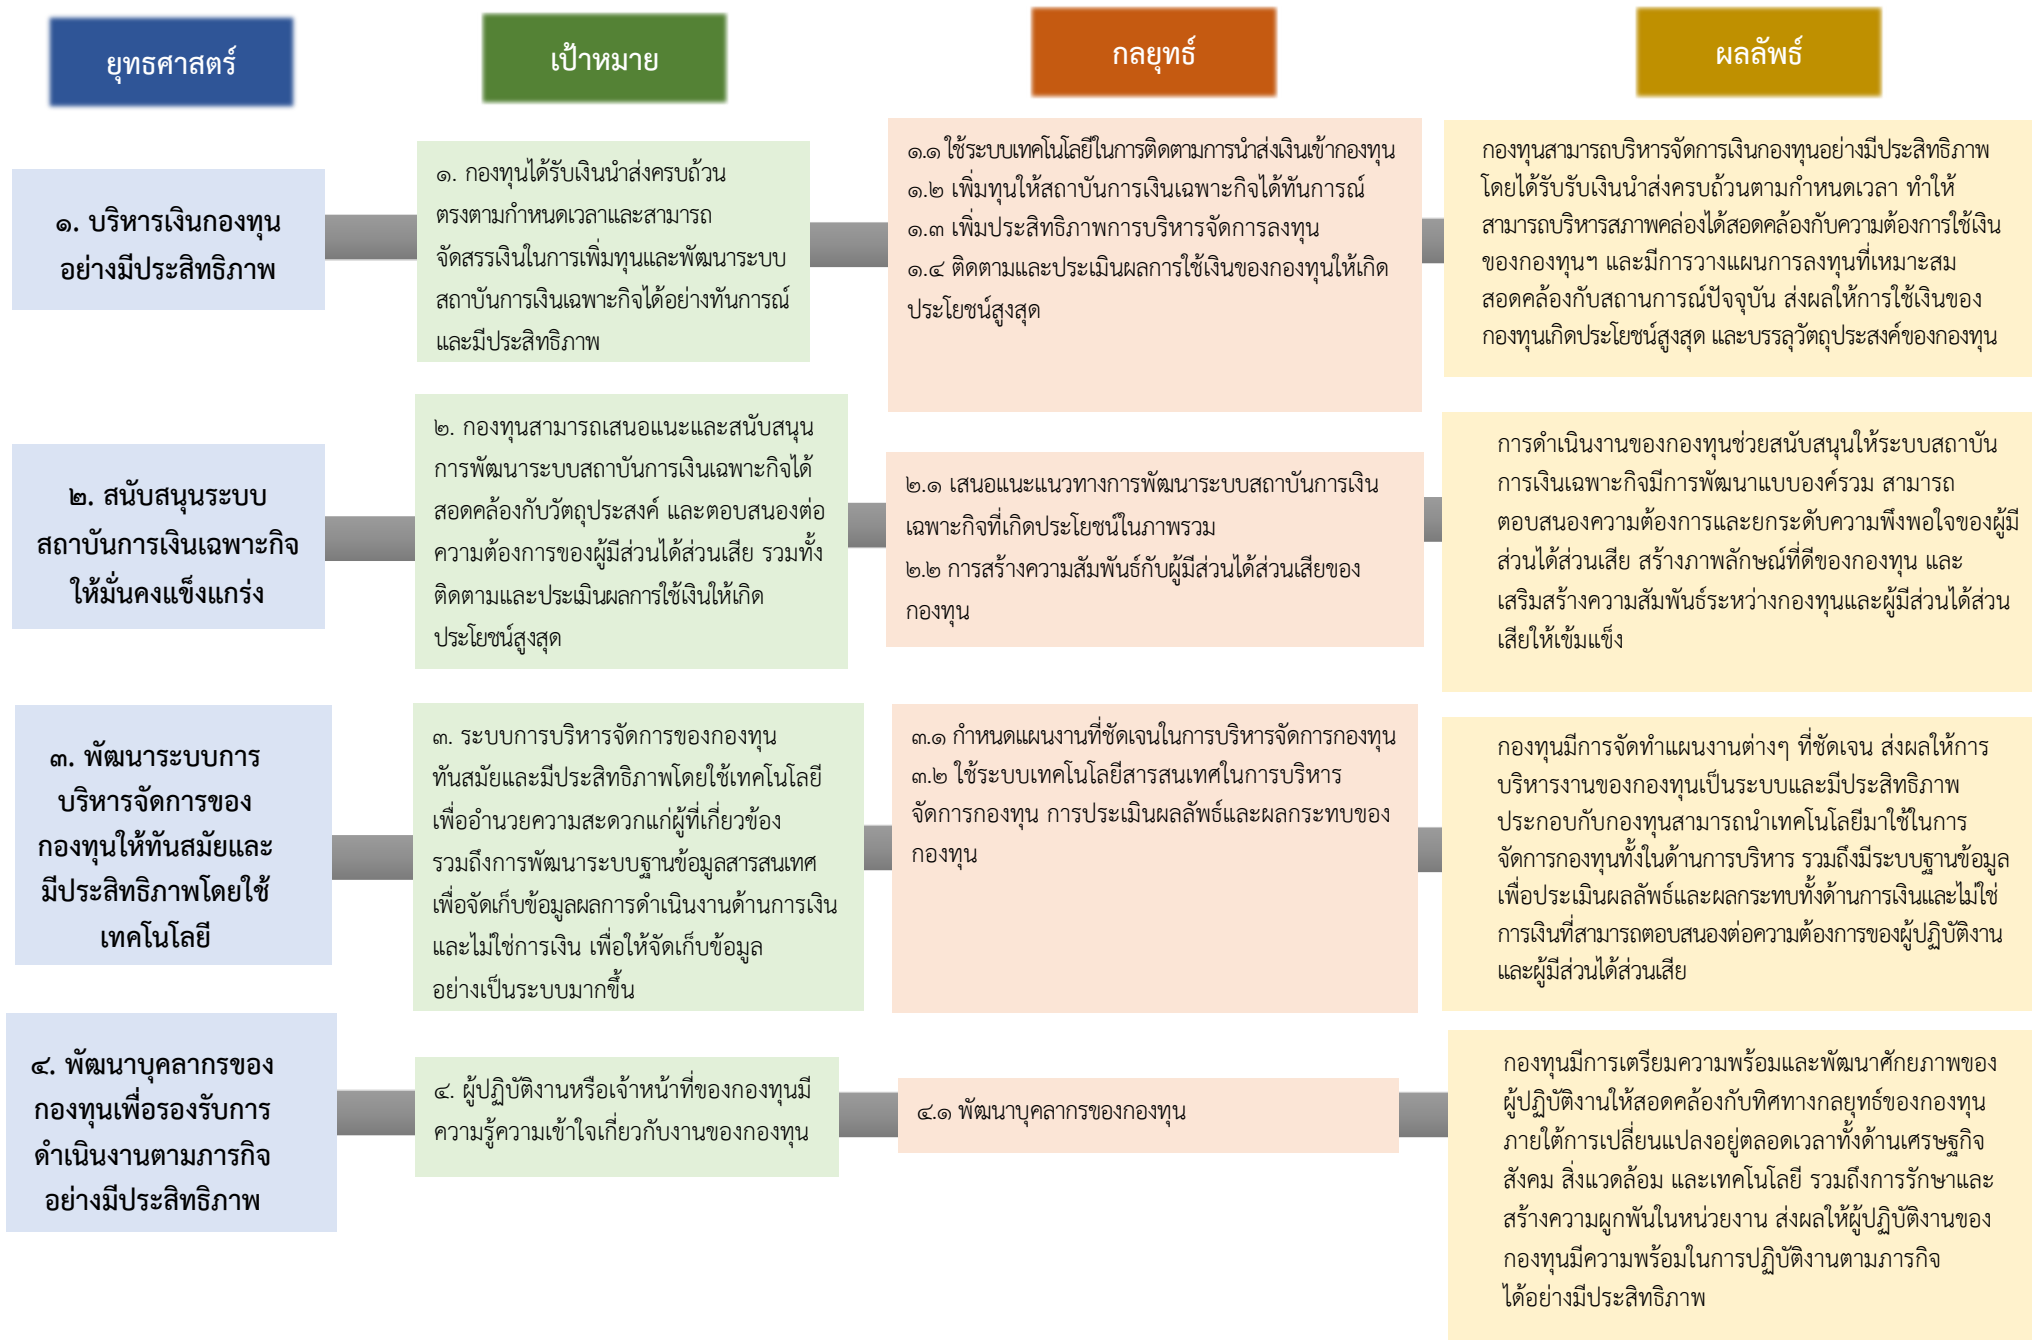 ยุทธศาสตร์
เป้าหมาย
กลยุทธ์
ผลลัพธ์
๑. บริหารเงินกองทุน
อย่างมีประสิทธิภาพ
๑. กองทุนได้รับเงินนำส่งครบถ้วน
ตรงตามกำหนดเวลาและสามารถ
จัดสรรเงินในการเพิ่มทุนและพัฒนาระบบ
สถาบันการเงินเฉพาะกิจได้อย่างทันการณ์
และมีประสิทธิภาพ
๑.๑ ใช้ระบบเทคโนโลยีในการติดตามการนำส่งเงินเข้ากองทุน
๑.๒ เพิ่มทุนให้สถาบันการเงินเฉพาะกิจได้ทันการณ์
๑.๓ เพิ่มประสิทธิภาพการบริหารจัดการลงทุน
๑.๔ ติดตามและประเมินผลการใช้เงินของกองทุนให้เกิด
ประโยชน์สูงสุด
กองทุนสามารถบริหารจัดการเงินกองทุนอย่างมีประสิทธิภาพ
โดยได้รับรับเงินนำส่งครบถ้วนตามกำหนดเวลา ทำให้
สามารถบริหารสภาพคล่องได้สอดคล้องกับความต้องการใช้เงิน
ของกองทุนฯ และมีการวางแผนการลงทุนที่เหมาะสม
สอดคล้องกับสถานการณ์ปัจจุบัน ส่งผลให้การใช้เงินของ
กองทุนเกิดประโยชน์สูงสุด และบรรลุวัตถุประสงค์ของกองทุน
๒. สนับสนุนระบบ
สถาบันการเงินเฉพาะกิจ
ให้มั่นคงแข็งแกร่ง
๒. กองทุนสามารถเสนอแนะและสนับสนุน
การพัฒนาระบบสถาบันการเงินเฉพาะกิจได้
สอดคล้องกับวัตถุประสงค์ และตอบสนองต่อ
ความต้องการของผู้มีส่วนได้ส่วนเสีย รวมทั้ง
ติดตามและประเมินผลการใช้เงินให้เกิด
ประโยชน์สูงสุด
๒.๑ เสนอแนะแนวทางการพัฒนาระบบสถาบันการเงิน
เฉพาะกิจที่เกิดประโยชน์ในภาพรวม
๒.๒ การสร้างความสัมพันธ์กับผู้มีส่วนได้ส่วนเสียของ
กองทุน
การดำเนินงานของกองทุนช่วยสนับสนุนให้ระบบสถาบัน
การเงินเฉพาะกิจมีการพัฒนาแบบองค์รวม สามารถ
ตอบสนองความต้องการและยกระดับความพึงพอใจของผู้มี
ส่วนได้ส่วนเสีย สร้างภาพลักษณ์ที่ดีของกองทุน และ
เสริมสร้างความสัมพันธ์ระหว่างกองทุนและผู้มีส่วนได้ส่วน
เสียให้เข้มแข็ง
๓. พัฒนาระบบการ
บริหารจัดการของ
กองทุนให้ทันสมัยและ
มีประสิทธิภาพโดยใช้
เทคโนโลยี
๓. ระบบการบริหารจัดการของกองทุน
ทันสมัยและมีประสิทธิภาพโดยใช้เทคโนโลยี
เพื่ออำนวยความสะดวกแก่ผู้ที่เกี่ยวข้อง
รวมถึงการพัฒนาระบบฐานข้อมูลสารสนเทศ
เพื่อจัดเก็บข้อมูลผลการดำเนินงานด้านการเงิน
และไม่ใช่การเงิน เพื่อให้จัดเก็บข้อมูล
อย่างเป็นระบบมากขึ้น
๓.๑ กำหนดแผนงานที่ชัดเจนในการบริหารจัดการกองทุน
๓.๒ ใช้ระบบเทคโนโลยีสารสนเทศในการบริหาร
จัดการกองทุน การประเมินผลลัพธ์และผลกระทบของ
กองทุน
กองทุนมีการจัดทำแผนงานต่างๆ ที่ชัดเจน ส่งผลให้การ
บริหารงานของกองทุนเป็นระบบและมีประสิทธิภาพ
ประกอบกับกองทุนสามารถนำเทคโนโลยีมาใช้ในการ
จัดการกองทุนทั้งในด้านการบริหาร รวมถึงมีระบบฐานข้อมูล
เพื่อประเมินผลลัพธ์และผลกระทบทั้งด้านการเงินและไม่ใช่
การเงินที่สามารถตอบสนองต่อความต้องการของผู้ปฏิบัติงาน
และผู้มีส่วนได้ส่วนเสีย
๔. พัฒนาบุคลากรของ
กองทุนเพื่อรองรับการ
ดำเนินงานตามภารกิจ
อย่างมีประสิทธิภาพ
๔. ผู้ปฏิบัติงานหรือเจ้าหน้าที่ของกองทุนมี
ความรู้ความเข้าใจเกี่ยวกับงานของกองทุน
๔.๑ พัฒนาบุคลากรของกองทุน
กองทุนมีการเตรียมความพร้อมและพัฒนาศักยภาพของ
ผู้ปฏิบัติงานให้สอดคล้องกับทิศทางกลยุทธ์ของกองทุน
ภายใต้การเปลี่ยนแปลงอยู่ตลอดเวลาทั้งด้านเศรษฐกิจ
สังคม สิ่งแวดล้อม และเทคโนโลยี รวมถึงการรักษาและ
สร้างความผูกพันในหน่วยงาน ส่งผลให้ผู้ปฏิบัติงานของ
กองทุนมีความพร้อมในการปฏิบัติงานตามภารกิจ
ได้อย่างมีประสิทธิภาพ